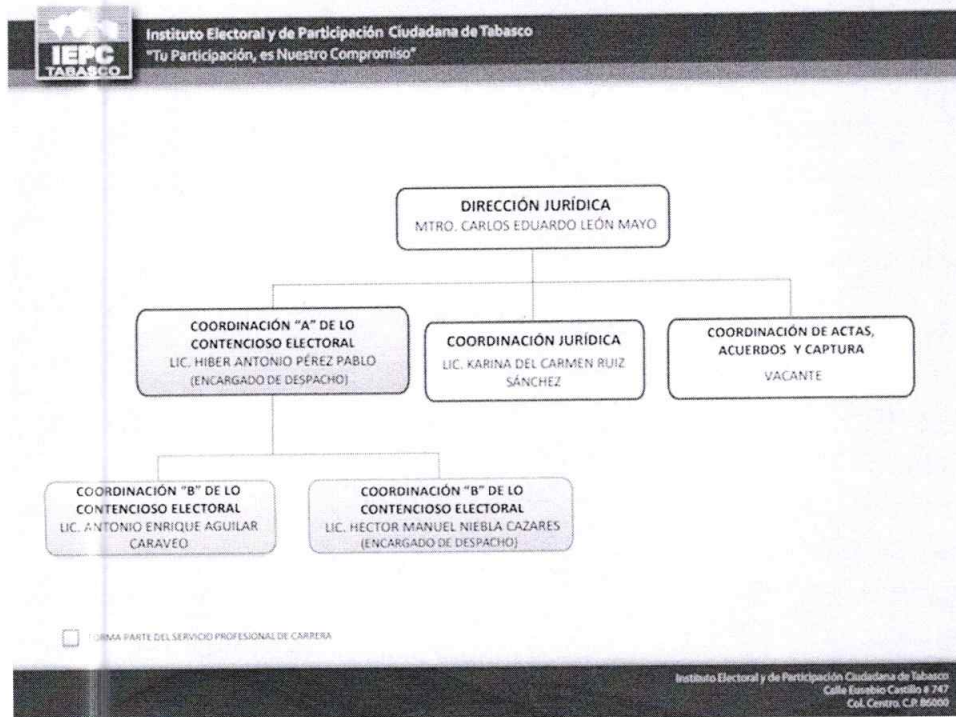 IEPC
TABASCO
Instituto Electoral y de Participación Ciudadana de Tabasco
"Tu Participación, es Nuestro Compromiso"
DIRECCIÓN JURÍDICA
MTRO. CARLOS EDUARDO LEÓN MAYO
COORDINACIÓN "A" DE LO
CONTENCIOSO ELECTORAL
LIC. HIBER ANTONIO PÉREZ PABLO
(ENCARGADO DE DESPACHO)
COORDINACIÓN JURÍDICA
LIC. KARINA DEL CARMEN RUIZ
SÁNCHEZ
COORDINACIÓN DE ACTAS,
ACUERDOS Y CAPTURA
VACANTE
COORDINACIÓN "B" DE LO
CONTENCIOSO ELECTORAL
LIC. ANTONIO ENRIQUE AGUILAR
CARAVEO
COORDINACIÓN "B" DE LO
CONTENCIOSO ELECTORAL
LIC. HECTOR MANUEL NIEBLA CAZARES
(ENCARGADO DE DESPACHO)
FORMA PARTE DEL SERVICIO PROFESIONAL DE CARRERA
Instituto Electoral y de Participación Ciudadana de Tabasco
Calle Eusebio Castillo # 747
Col. Centro. C.P. 86000